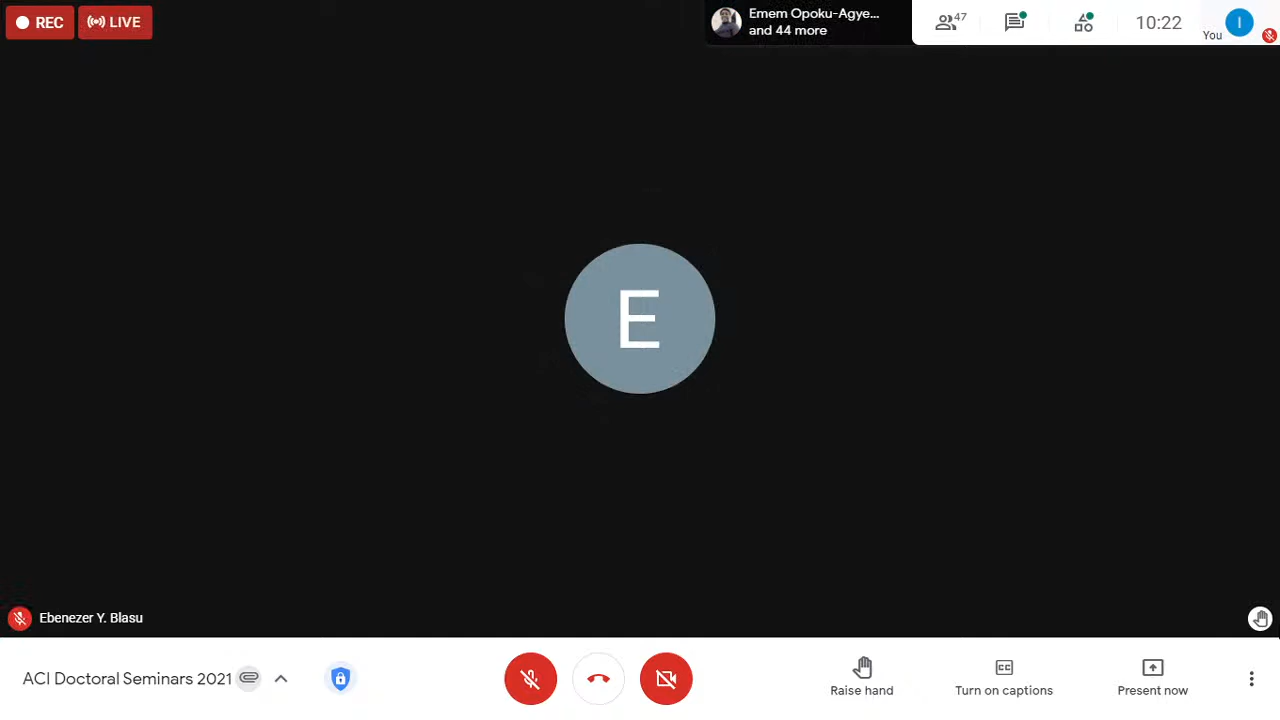 REC
LIVE
Emem Opoku-Agye...
and 44 more
47
10:22
I
You
E
Ebenezer Y. Blasu
ACI Doctoral Seminars 2021
CC
Raise hand
Turn on captions
Present now